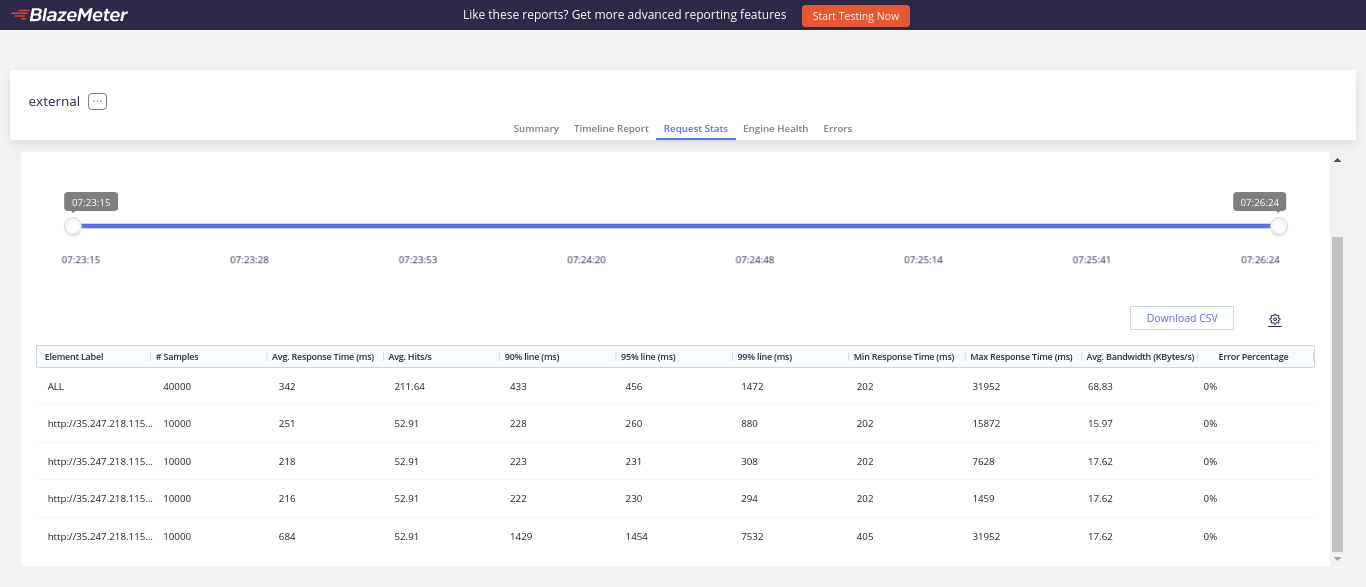 BlazeMeter Like these reports? Get more advanced reporting features Start Testing Now
external ...
Summary Timeline Report Request Stats Engine Health Errors
07:23:15 07:26:24
07:23:15 07:23:28 07:23:53 07:24:20 07:24:48 07:25:14 07:25:41 07:26:24
Download CSV
Element Label # Samples Avg. Response Time (ms) Avg. Hits/s 90% line (ms) 95% line (ms) 99% line (ms) Min Response Time (ms) Max Response Time (ms) Avg. Bandwidth (KBytes/s) Error Percentage
ALL 40000 342 211.64 433 456 1472 202 31952 68.83 0%
http://35.247.218.115... 10000 251 52.91 228 260 880 202 15872 15.97 0%
http://35.247.218.115... 10000 218 52.91 223 231 308 202 7628 17.62 0%
http://35.247.218.115... 10000 216 52.91 222 230 294 202 1459 17.62 0%
http://35.247.218.115... 10000 684 52.91 1429 1454 7532 405 31952 17.62 0%